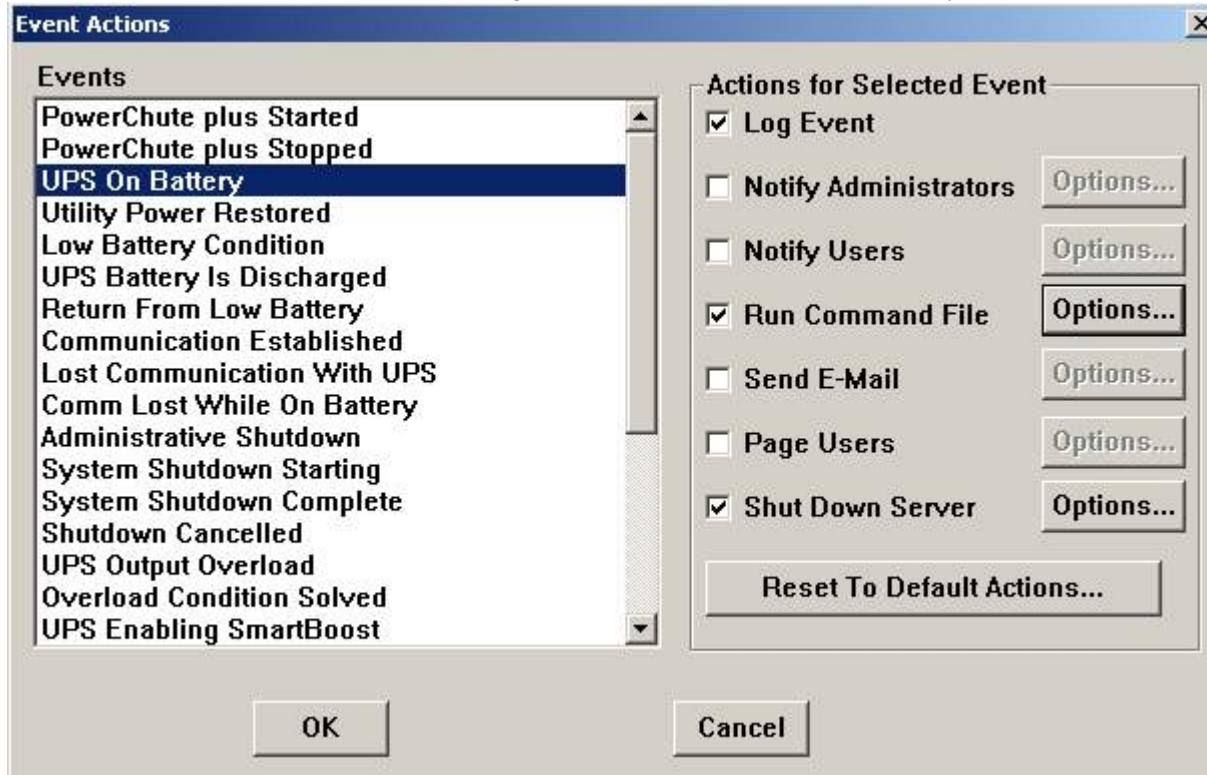 Event Actions
Events
PowerChute plus Started
PowerChute plus Stopped
UPS On Battery
Utility Power Restored
Low Battery Condition
UPS Battery Is Discharged
Return From Low Battery
Communication Established
Lost Communication With UPS
Comm Lost While On Battery
Administrative Shutdown
System Shutdown Starting
System Shutdown Complete
Shutdown Cancelled
UPS Output Overload
Overload Condition Solved
UPS Enabling SmartBoost
Actions for Selected Event
Log Event
Notify Administrators Options...
Notify Users Options...
Run Command File Options...
Send E-Mail Options...
Page Users Options...
Shut Down Server Options...
Reset To Default Actions...
OK Cancel